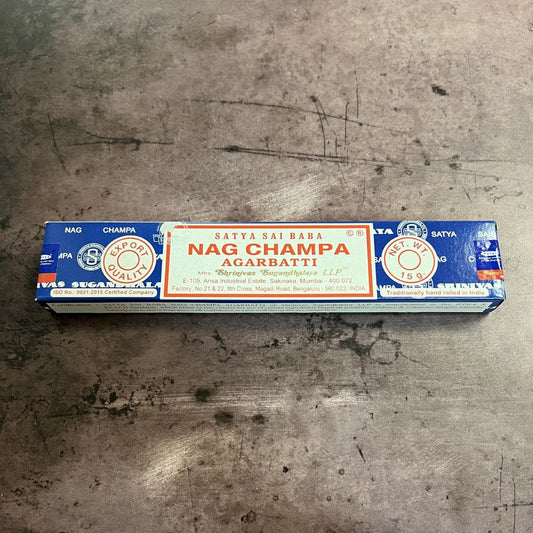 NAG CHAMPA
SATYA
EXPORT
QUALITY
ISO No.: 9001-2015 Certified Company
SATYA SAI BABA
NAG CHAMPA
AGARBATTI
Mfrs. Shrinivas Sugandhalaya LLP
E-105, Ansa Industrial Estate, Sakinaka, Mumbai - 400 072.
Factory: No 21 & 22, 8th Cross, Magadi Road, Bengaluru - 560 023, INDIA
©®
NET. WT.
15 g.
Traditionally hand rolled in India